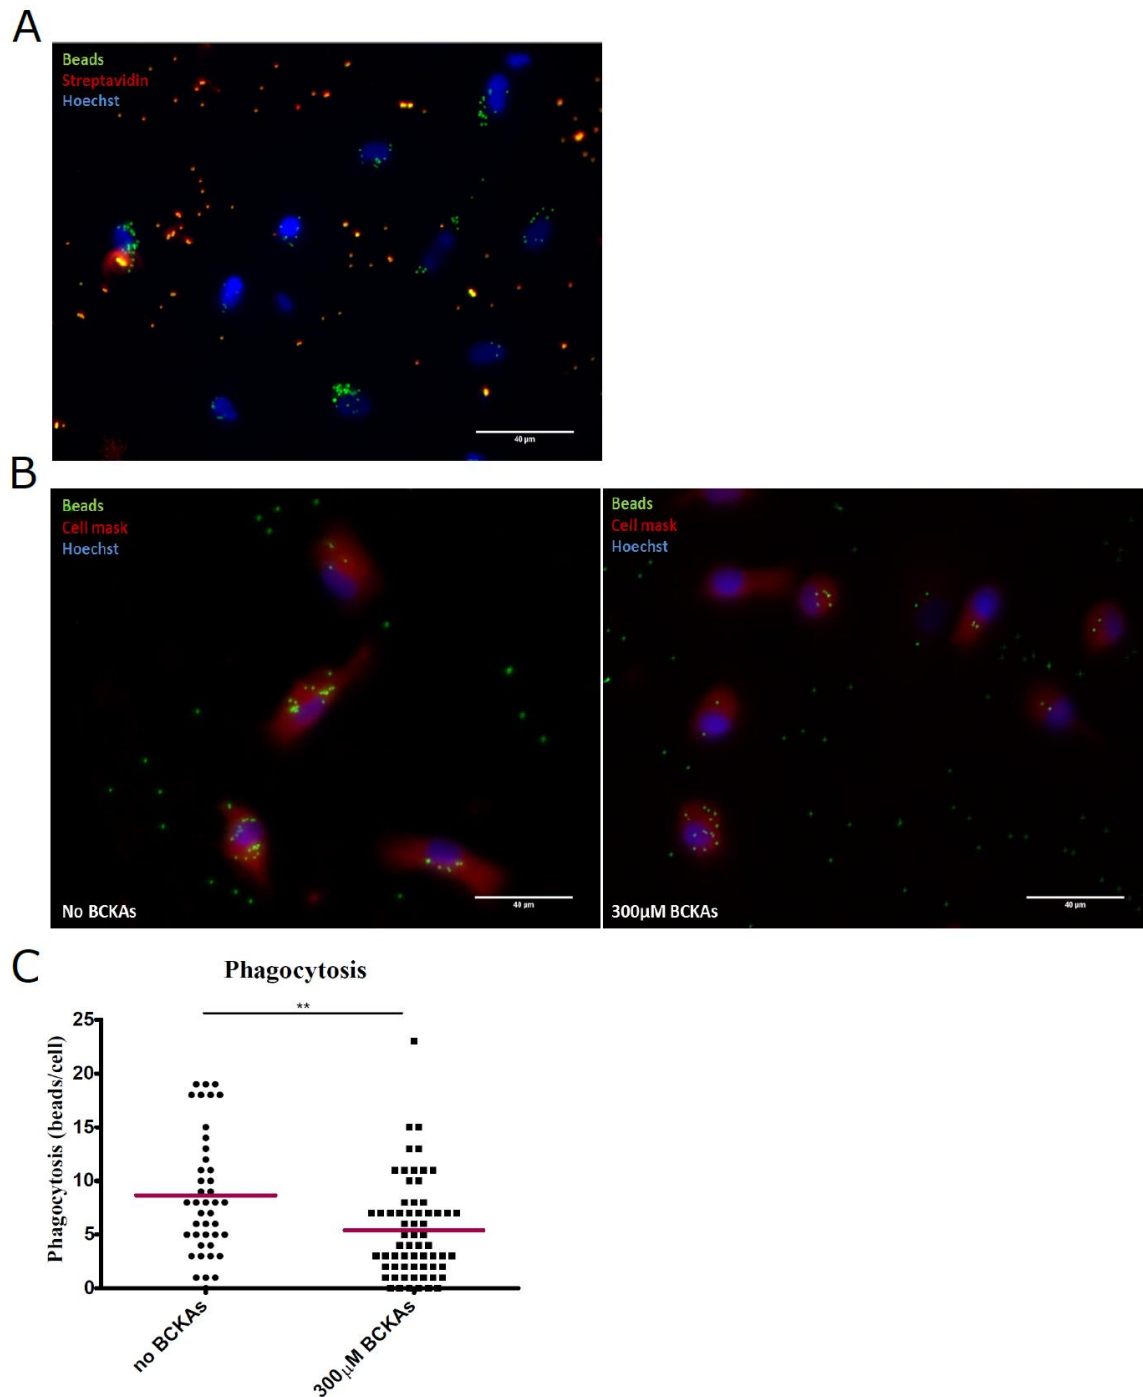 A
Beads
Streptavidin
Hoechst
40 µm
B
Beads
Cell mask
Hoechst
No BCKAs
40 µm
Beads
Cell mask
Hoechst
300µM BCKAs
40 µm
C
Phagocytosis
**
Phagocytosis (beads/cell)
25
20
15
10
5
0
no BCKAs
300µM BCKAs